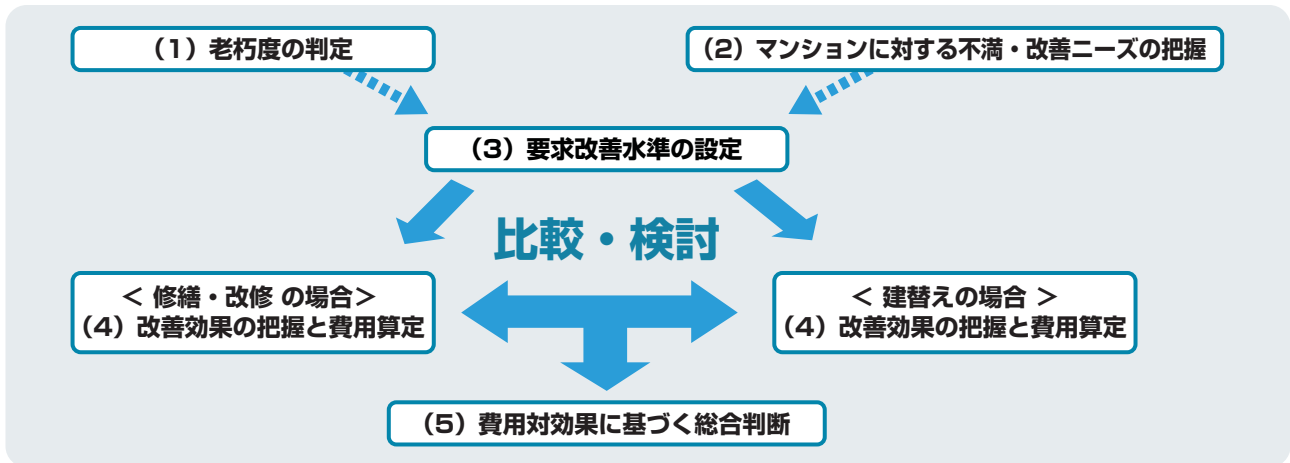 （1）老朽度の判定
（2）マンションに対する不満・改善ニーズの把握
（3）要求改善水準の設定
比較・検討
＜ 修繕・改修 の場合＞
（4）改善効果の把握と費用算定
＜ 建替えの場合 ＞
（4）改善効果の把握と費用算定
（5）費用対効果に基づく総合判断